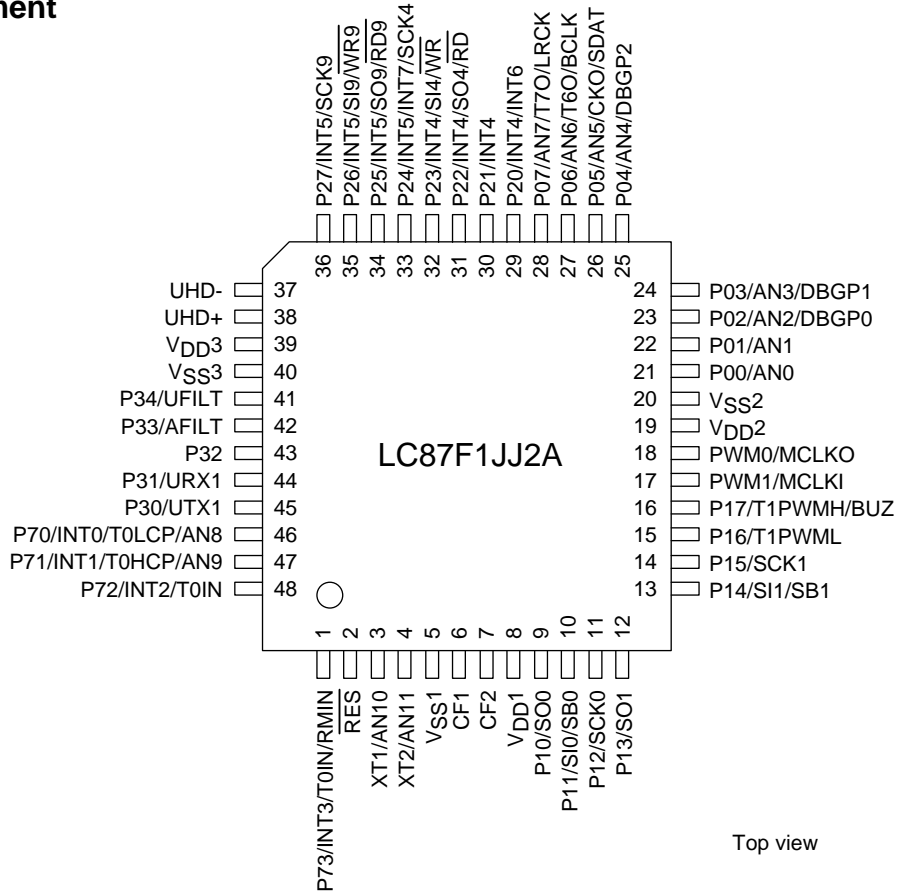 nent
P27/INT5/SCK9
P26/INT5/SI9/WR9
P25/INT5/SO9/RD9
P24/INT5/INT7/SCK4
P23/INT4/SI4/WR
P22/INT4/SO4/RD
P21/INT4
P20/INT4/INT6
P07/AN7/T7O/LRCK
P06/AN6/T6O/BCLK
P05/AN5/CKO/SDAT
P04/AN4/DBGP2
36 35 34 33 32 31 30 29 28 27 26 25
UHD- 37
UHD+ 38
VDD3 39
VSS3 40
P34/UFILT 41
P33/AFILT 42
P32 43
P31/URX1 44
P30/UTX1 45
P70/INT0/T0LCP/AN8 46
P71/INT1/T0HCP/AN9 47
P72/INT2/T0IN 48
LC87F1JJ2A
24 P03/AN3/DBGP1
23 P02/AN2/DBGP0
22 P01/AN1
21 P00/AN0
20 VSS2
19 VDD2
18 PWM0/MCLKO
17 PWM1/MCLKI
16 P17/T1PWMH/BUZ
15 P16/T1PWML
14 P15/SCK1
13 P14/SI1/SB1
1 2 3 4 5 6 7 8 9 10 11 12
P73/INT3/T0IN/RMIN
RES
XT1/AN10
XT2/AN11
VSS1
CF1
CF2
VDD1
P10/SO0
P11/SI0/SB0
P12/SCK0
P13/SO1
Top view